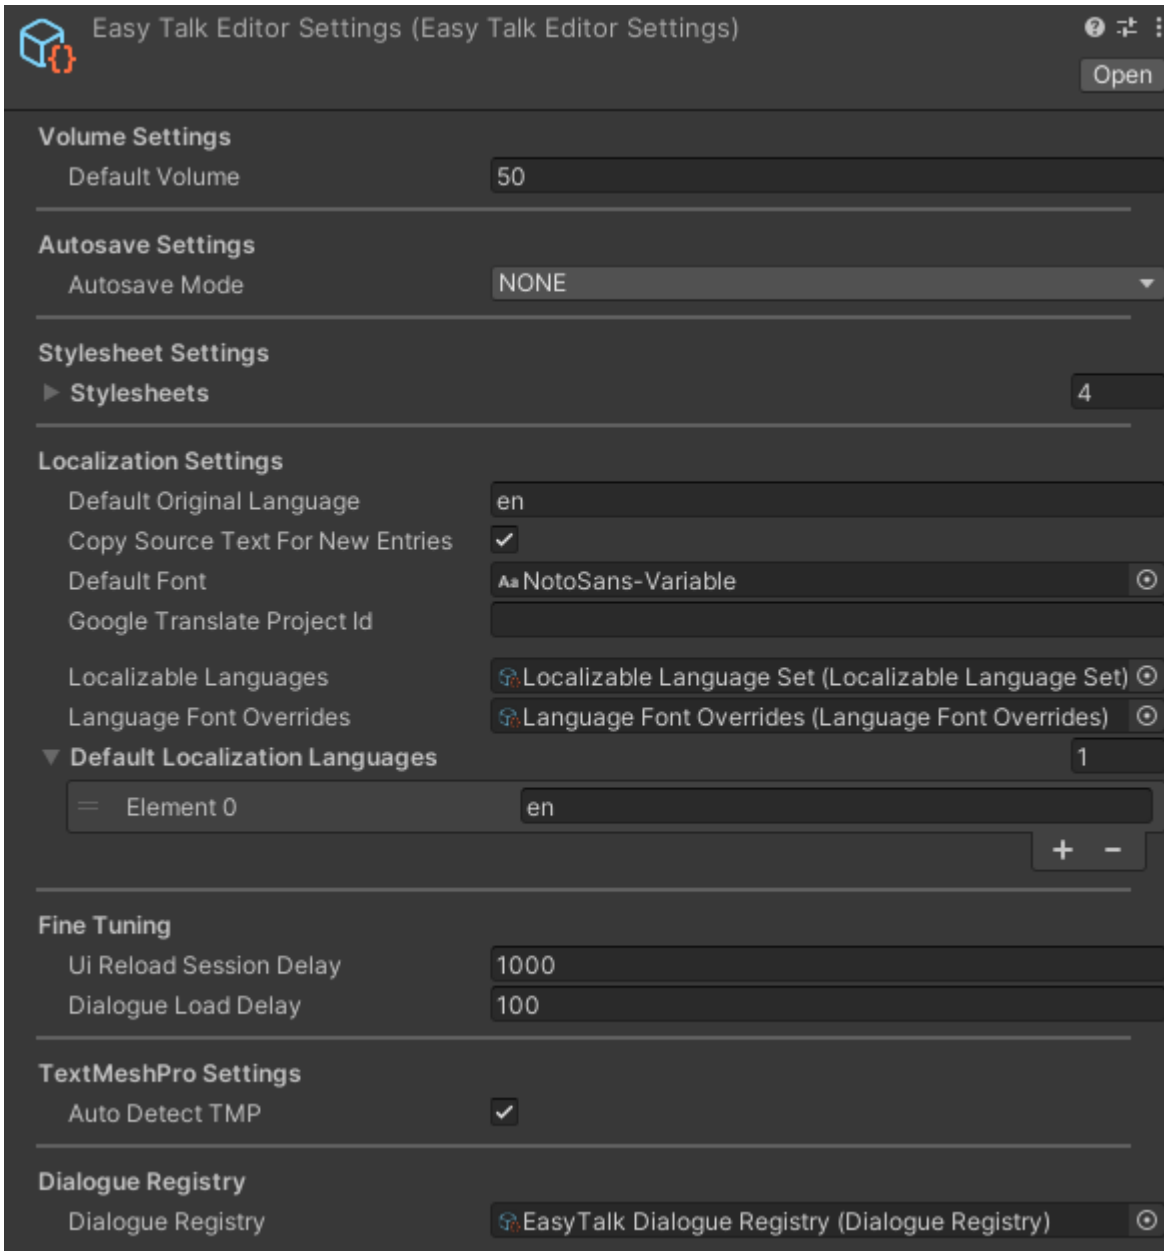 Easy Talk Editor Settings (Easy Talk Editor Settings)
Open
Volume Settings
Default Volume 50
Autosave Settings
Autosave Mode NONE
Stylesheet Settings
Stylesheets 4
Localization Settings
Default Original Language en
Copy Source Text For New Entries
Default Font Aa NotoSans-Variable
Google Translate Project Id
Localizable Languages Localizable Language Set (Localizable Language Set)
Language Font Overrides Language Font Overrides (Language Font Overrides)
Default Localization Languages 1
Element 0 en
+ -
Fine Tuning
Ui Reload Session Delay 1000
Dialogue Load Delay 100
TextMeshPro Settings
Auto Detect TMP
Dialogue Registry
Dialogue Registry EasyTalk Dialogue Registry (Dialogue Registry)